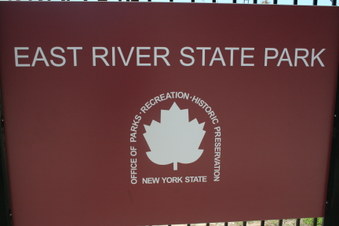 EAST RIVER STATE PARK
OFFICE OF PARKS · RECREATION · HISTORIC PRESERVATION
NEW YORK STATE